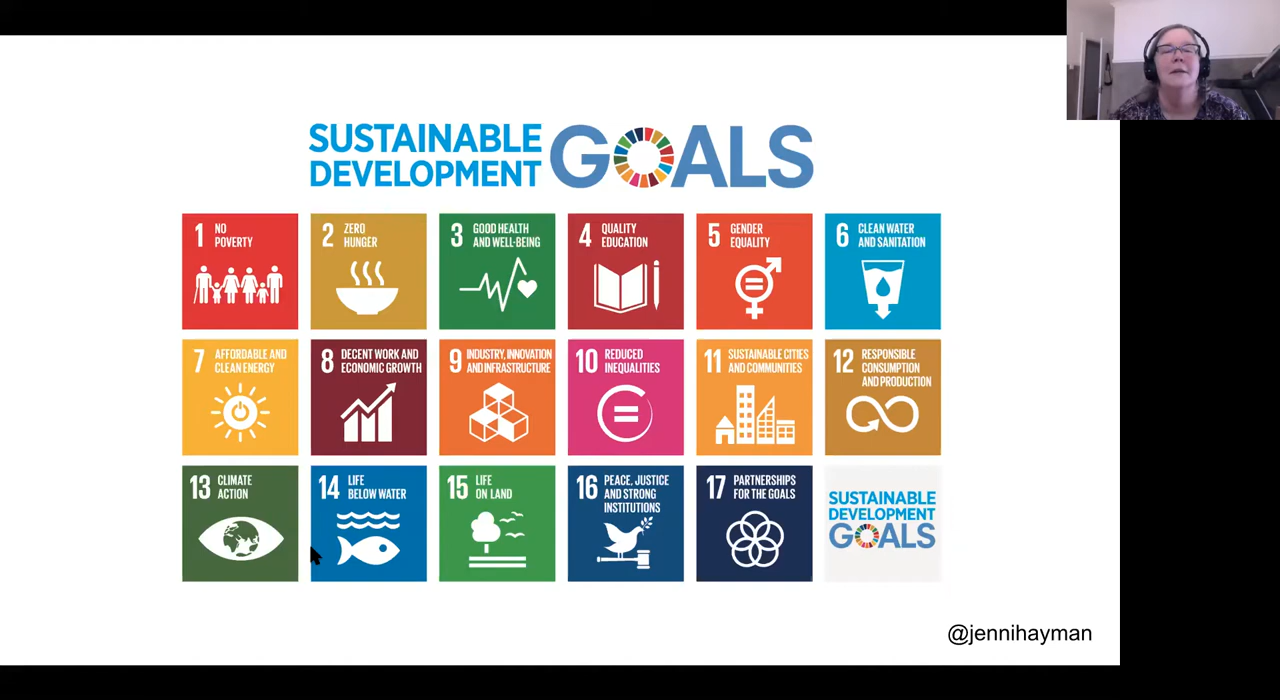 SUSTAINABLE
DEVELOPMENT
GOALS
1 NO
POVERTY
2 ZERO
HUNGER
3 GOOD HEALTH
AND WELL-BEING
4 QUALITY
EDUCATION
5 GENDER
EQUALITY
6 CLEAN WATER
AND SANITATION
7 AFFORDABLE AND
CLEAN ENERGY
8 DECENT WORK AND
ECONOMIC GROWTH
9 INDUSTRY, INNOVATION
AND INFRASTRUCTURE
10 REDUCED
INEQUALITIES
11 SUSTAINABLE CITIES
AND COMMUNITIES
12 RESPONSIBLE
CONSUMPTION
AND PRODUCTION
13 CLIMATE
ACTION
14 LIFE
BELOW WATER
15 LIFE
ON LAND
16 PEACE, JUSTICE
AND STRONG
INSTITUTIONS
17 PARTNERSHIPS
FOR THE GOALS
SUSTAINABLE
DEVELOPMENT
GOALS
@jennihayman